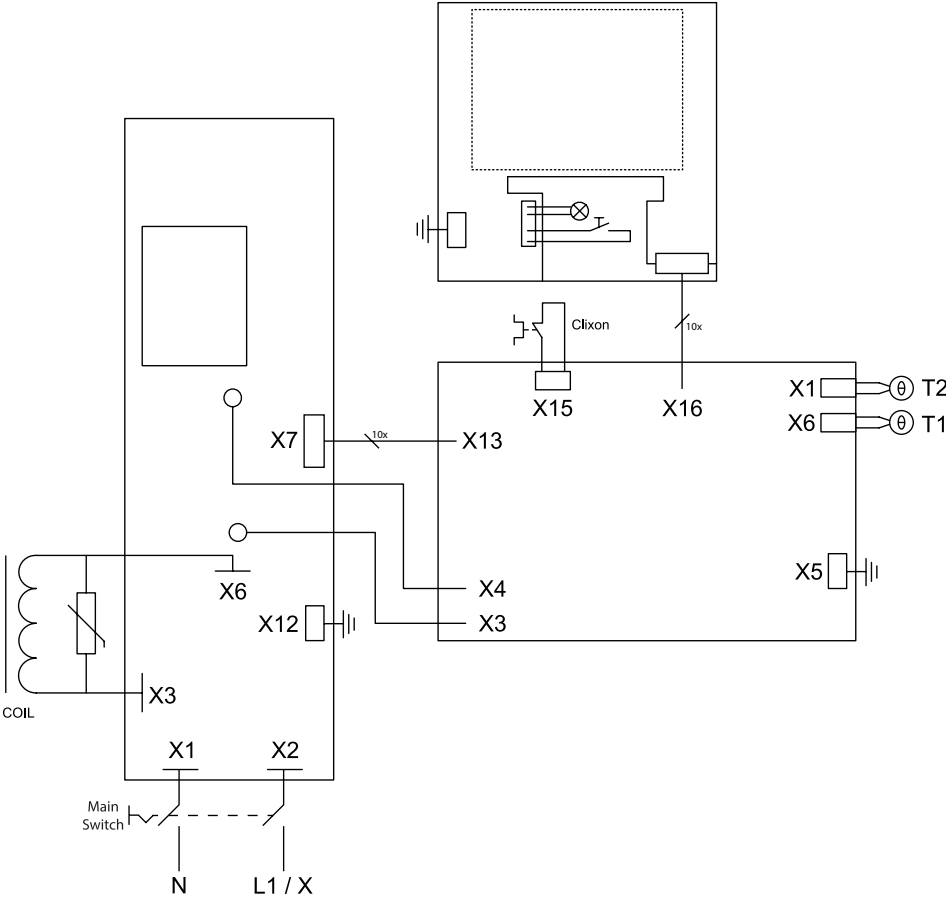 10x
Clixon
X15
X16
X1
T2
X6
T1
X7
10x
X13
X5
X4
X3
X6
X12
X3
COIL
X1
X2
Main
Switch
N
L1 / X
θ
θ